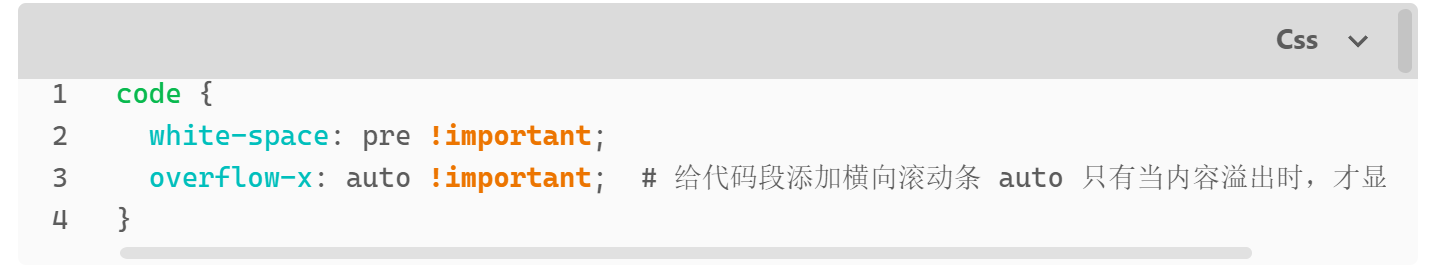 Css
1 code {
2   white-space: pre !important;
3   overflow-x: auto !important;  # 给代码段添加横向滚动条 auto 只有当内容溢出时，才显
4 }